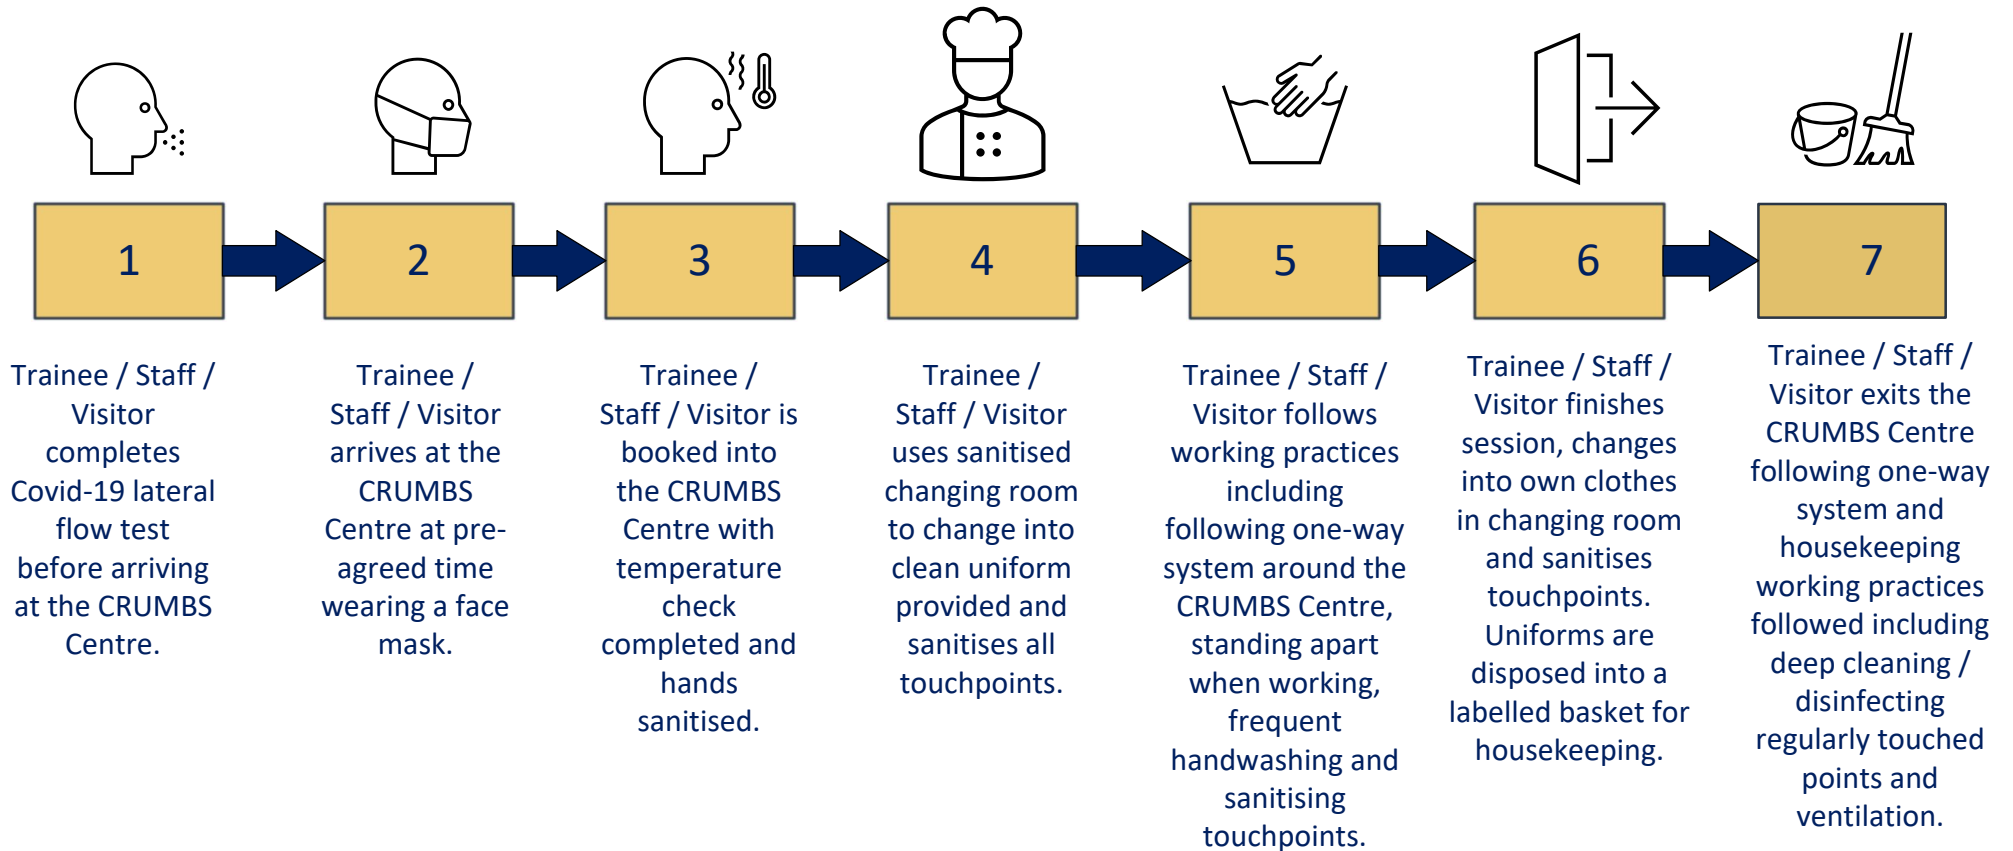 1
2
3
4
5
6
7
Trainee / Staff /
Visitor
completes
Covid-19 lateral
flow test
before arriving
at the CRUMBS
Centre.
Trainee /
Staff / Visitor
arrives at the
CRUMBS
Centre at pre-
agreed time
wearing a face
mask.
Trainee /
Staff / Visitor is
booked into
the CRUMBS
Centre with
temperature
check
completed and
hands
sanitised.
Trainee /
Staff / Visitor
uses sanitised
changing room
to change into
clean uniform
provided and
sanitises all
touchpoints.
Trainee / Staff /
Visitor follows
working practices
including
following one-way
system around the
CRUMBS Centre,
standing apart
when working,
frequent
handwashing and
sanitising
touchpoints.
Trainee / Staff /
Visitor finishes
session, changes
into own clothes
in changing room
and sanitises
touchpoints.
Uniforms are
disposed into a
labelled basket for
housekeeping.
Trainee / Staff /
Visitor exits the
CRUMBS Centre
following one-way
system and
housekeeping
working practices
followed including
deep cleaning /
disinfecting
regularly touched
points and
ventilation.